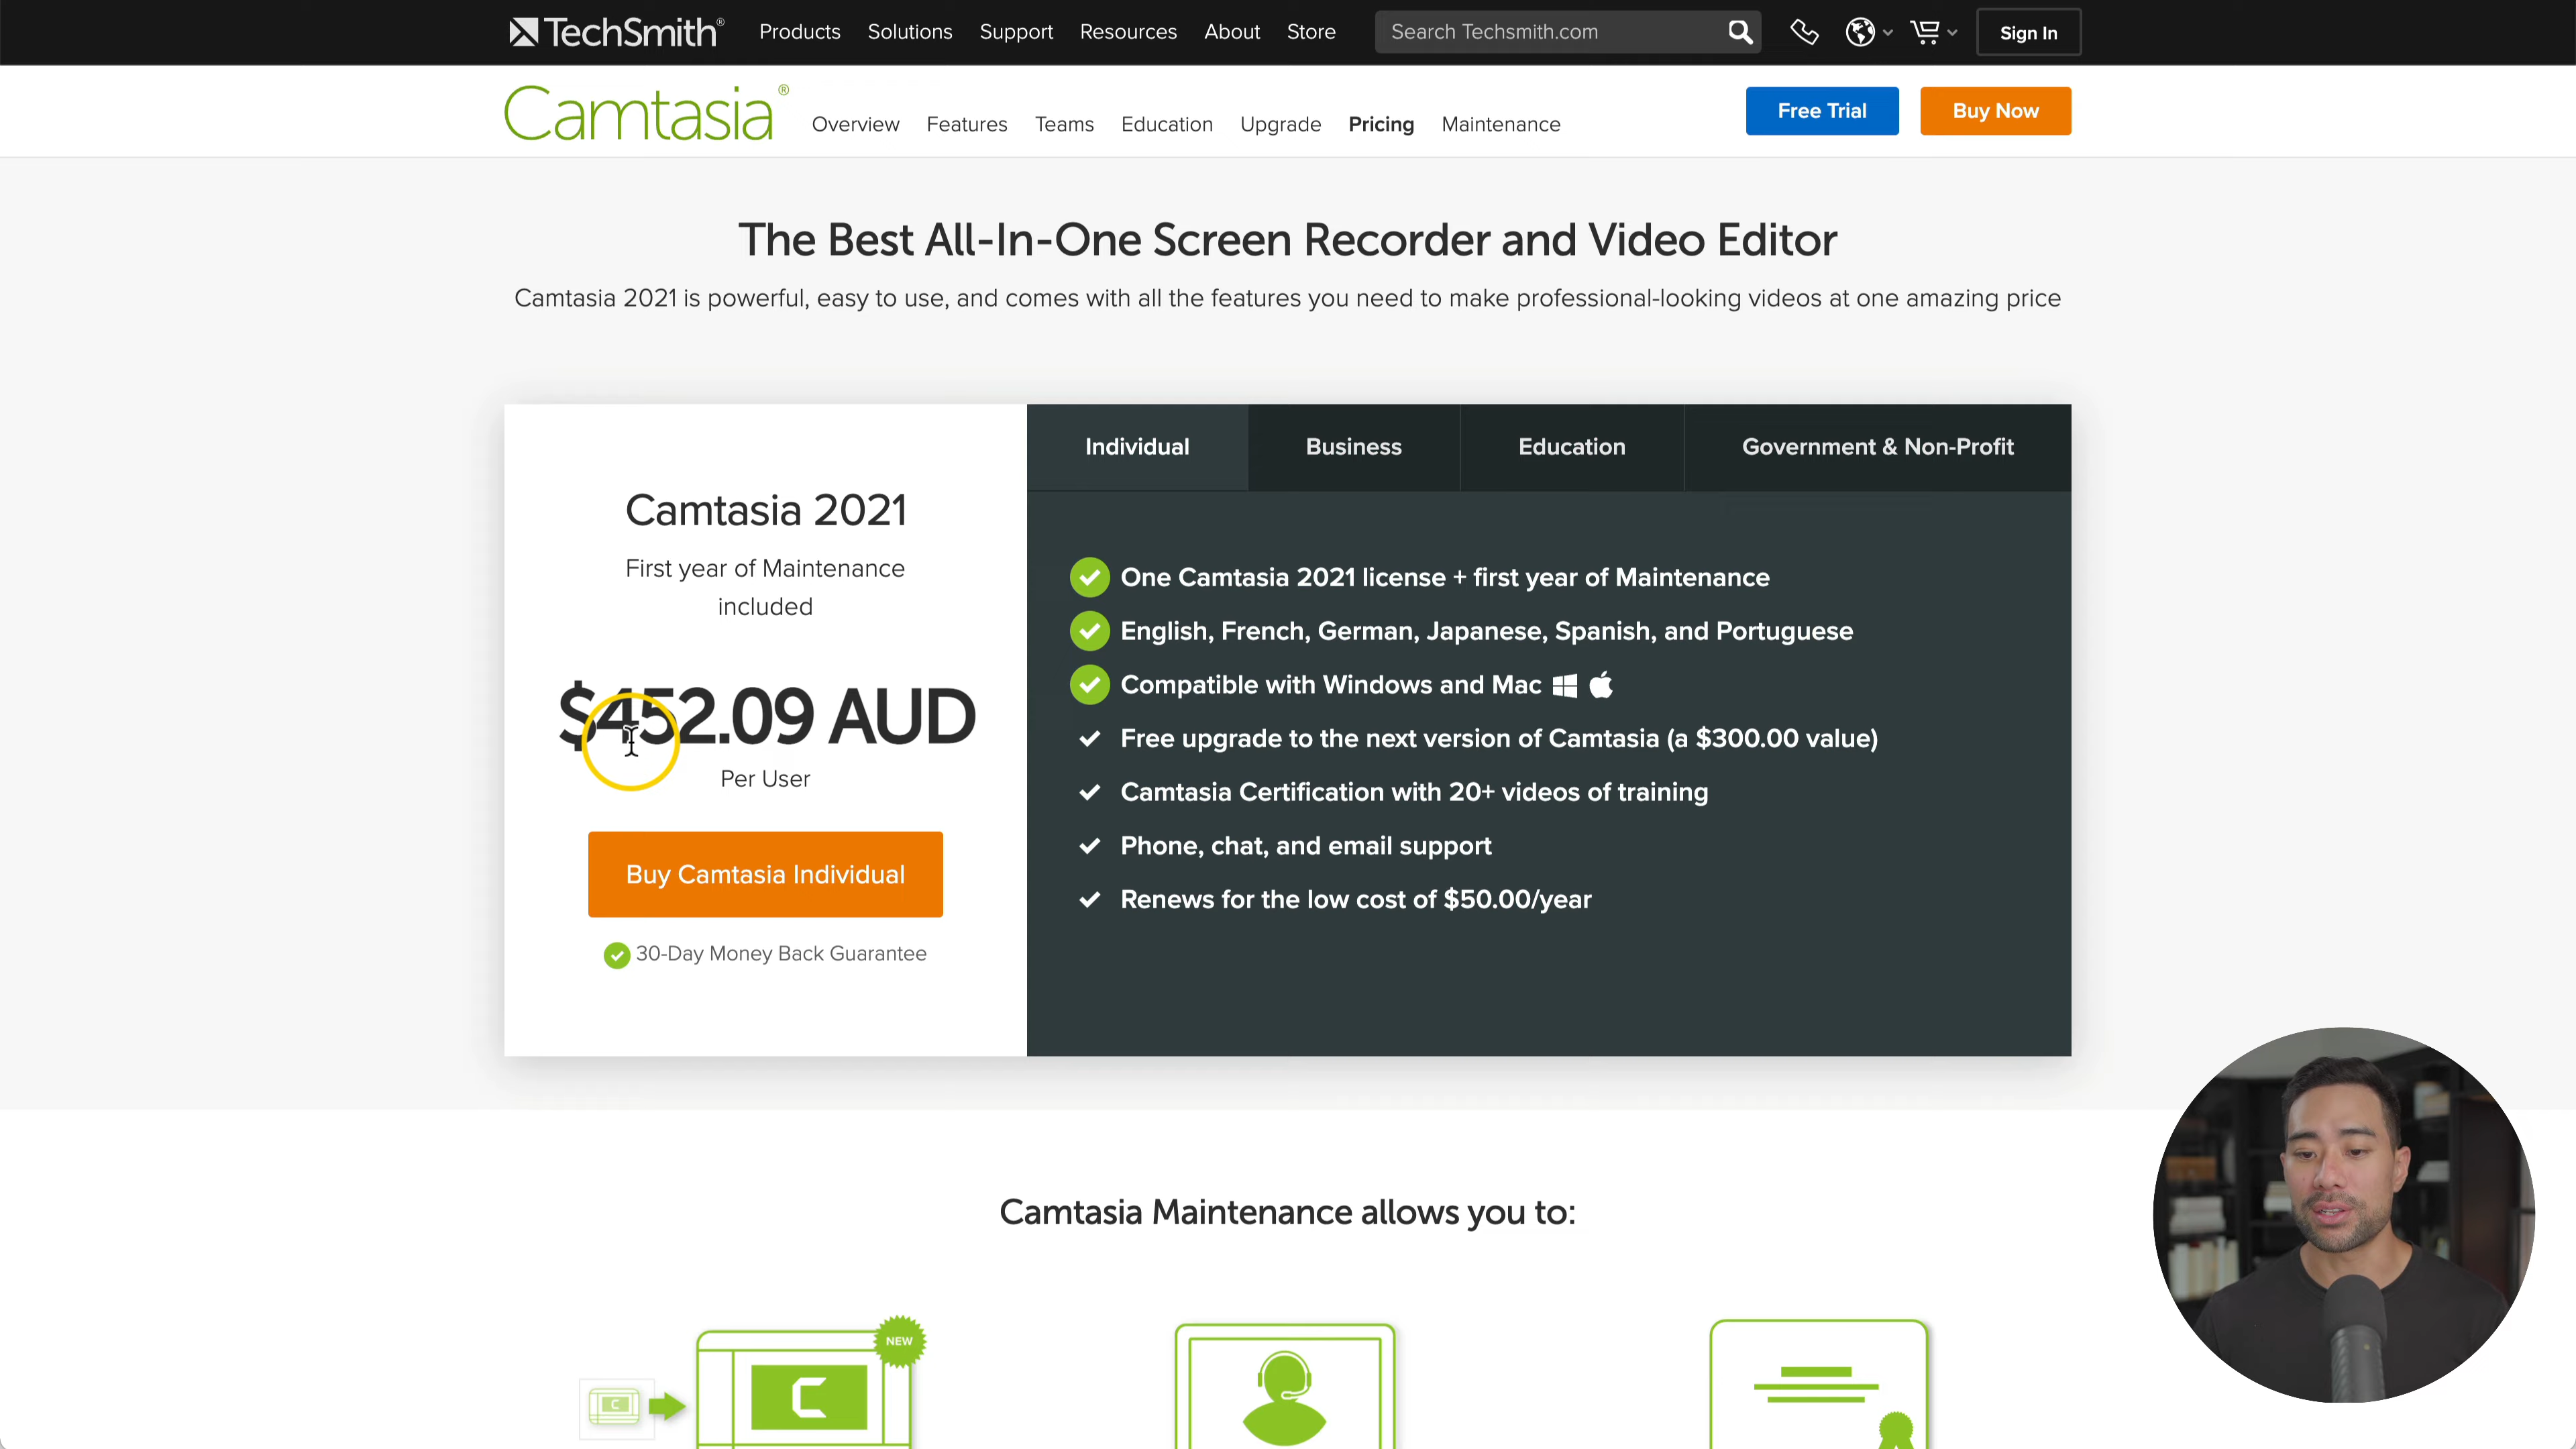 TechSmith®
Products Solutions Support Resources About Store
Search Techsmith.com
Sign In
Camtasia®
Overview Features Teams Education Upgrade Pricing Maintenance
Free Trial
Buy Now
The Best All-In-One Screen Recorder and Video Editor
Camtasia 2021 is powerful, easy to use, and comes with all the features you need to make professional-looking videos at one amazing price
Camtasia 2021
First year of Maintenance
included
$452.09 AUD
Per User
Buy Camtasia Individual
30-Day Money Back Guarantee
Individual Business Education Government & Non-Profit
One Camtasia 2021 license + first year of Maintenance
English, French, German, Japanese, Spanish, and Portuguese
Compatible with Windows and Mac
Free upgrade to the next version of Camtasia (a $300.00 value)
Camtasia Certification with 20+ videos of training
Phone, chat, and email support
Renews for the low cost of $50.00/year
Camtasia Maintenance allows you to:
NEW
C
C